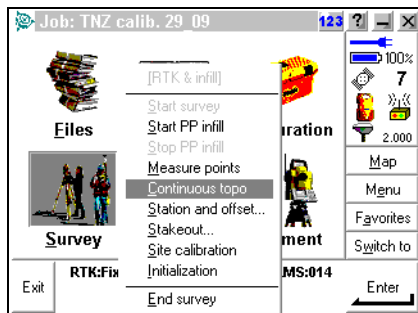 Job: TNZ calib. 29_09
123
?
100%
7
2.000
Files
uration
Survey
ment
[RTK & infill]
Start survey
Start PP infill
Stop PP infill
Measure points
Continuous topo
Station and offset...
Stakeout...
Site calibration
Initialization
End survey
Map
Menu
Favorites
Switch to
Exit
RTK:Fix
MS:014
Enter